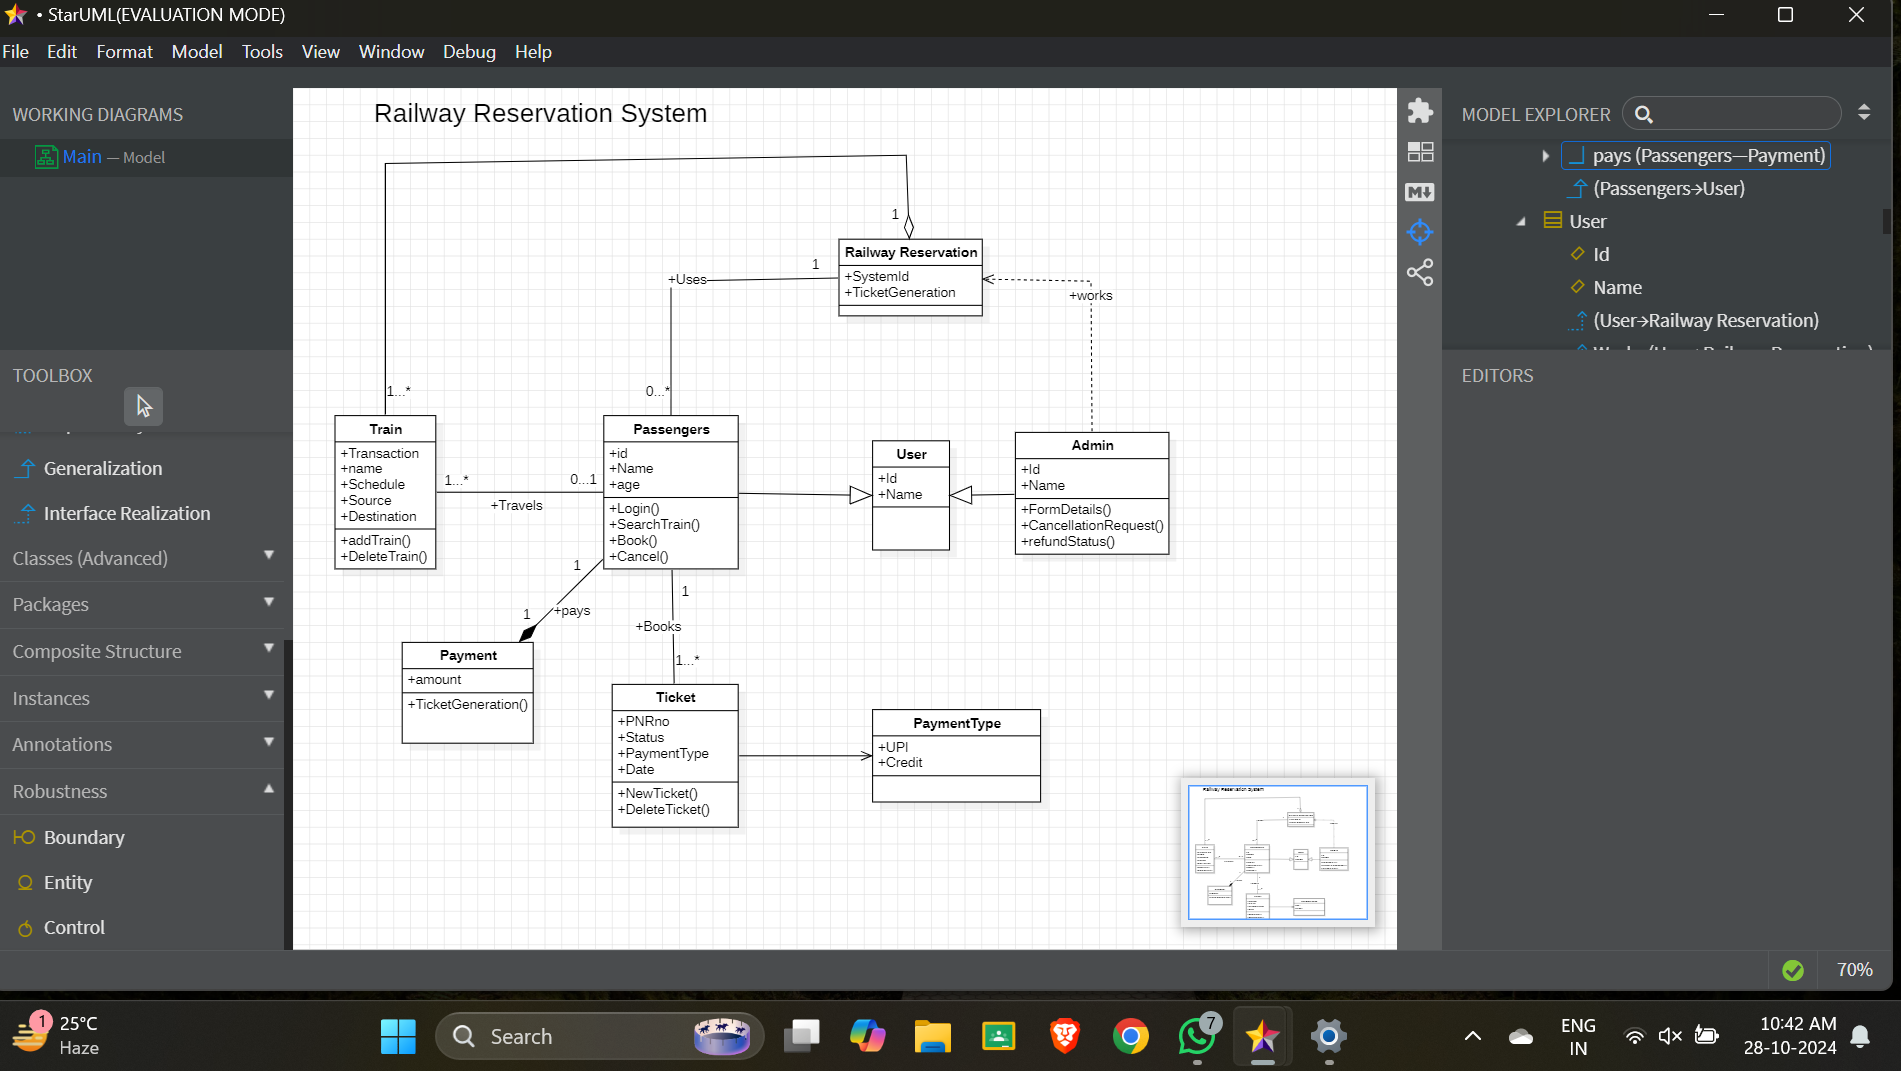 • StarUML(EVALUATION MODE)
File Edit Format Model Tools View Window Debug Help
WORKING DIAGRAMS
Main — Model
TOOLBOX
Generalization
Interface Realization
Classes (Advanced)
Packages
Composite Structure
Instances
Annotations
Robustness
Boundary
Entity
Control
Railway Reservation System
1
Railway Reservation
+SystemId
+TicketGeneration
+Uses
1
+works
1...*
0...*
Train
+Transaction
+name
+Schedule
+Source
+Destination
+addTrain()
+DeleteTrain()
1...*
0...1
+Travels
Passengers
+id
+Name
+age
+Login()
+SearchTrain()
+Book()
+Cancel()
User
+Id
+Name
Admin
+Id
+Name
+FormDetails()
+CancellationRequest()
+refundStatus()
1
1
+pays
1
+Books
1...*
Payment
+amount
+TicketGeneration()
Ticket
+PNRno
+Status
+PaymentType
+Date
+NewTicket()
+DeleteTicket()
PaymentType
+UPI
+Credit
Railway Reservation System
MODEL EXPLORER
pays (Passengers—Payment)
(Passengers→User)
User
Id
Name
(User→Railway Reservation)
EDITORS
70%
1
25°C
Haze
Search
7
ENG
IN
10:42 AM
28-10-2024